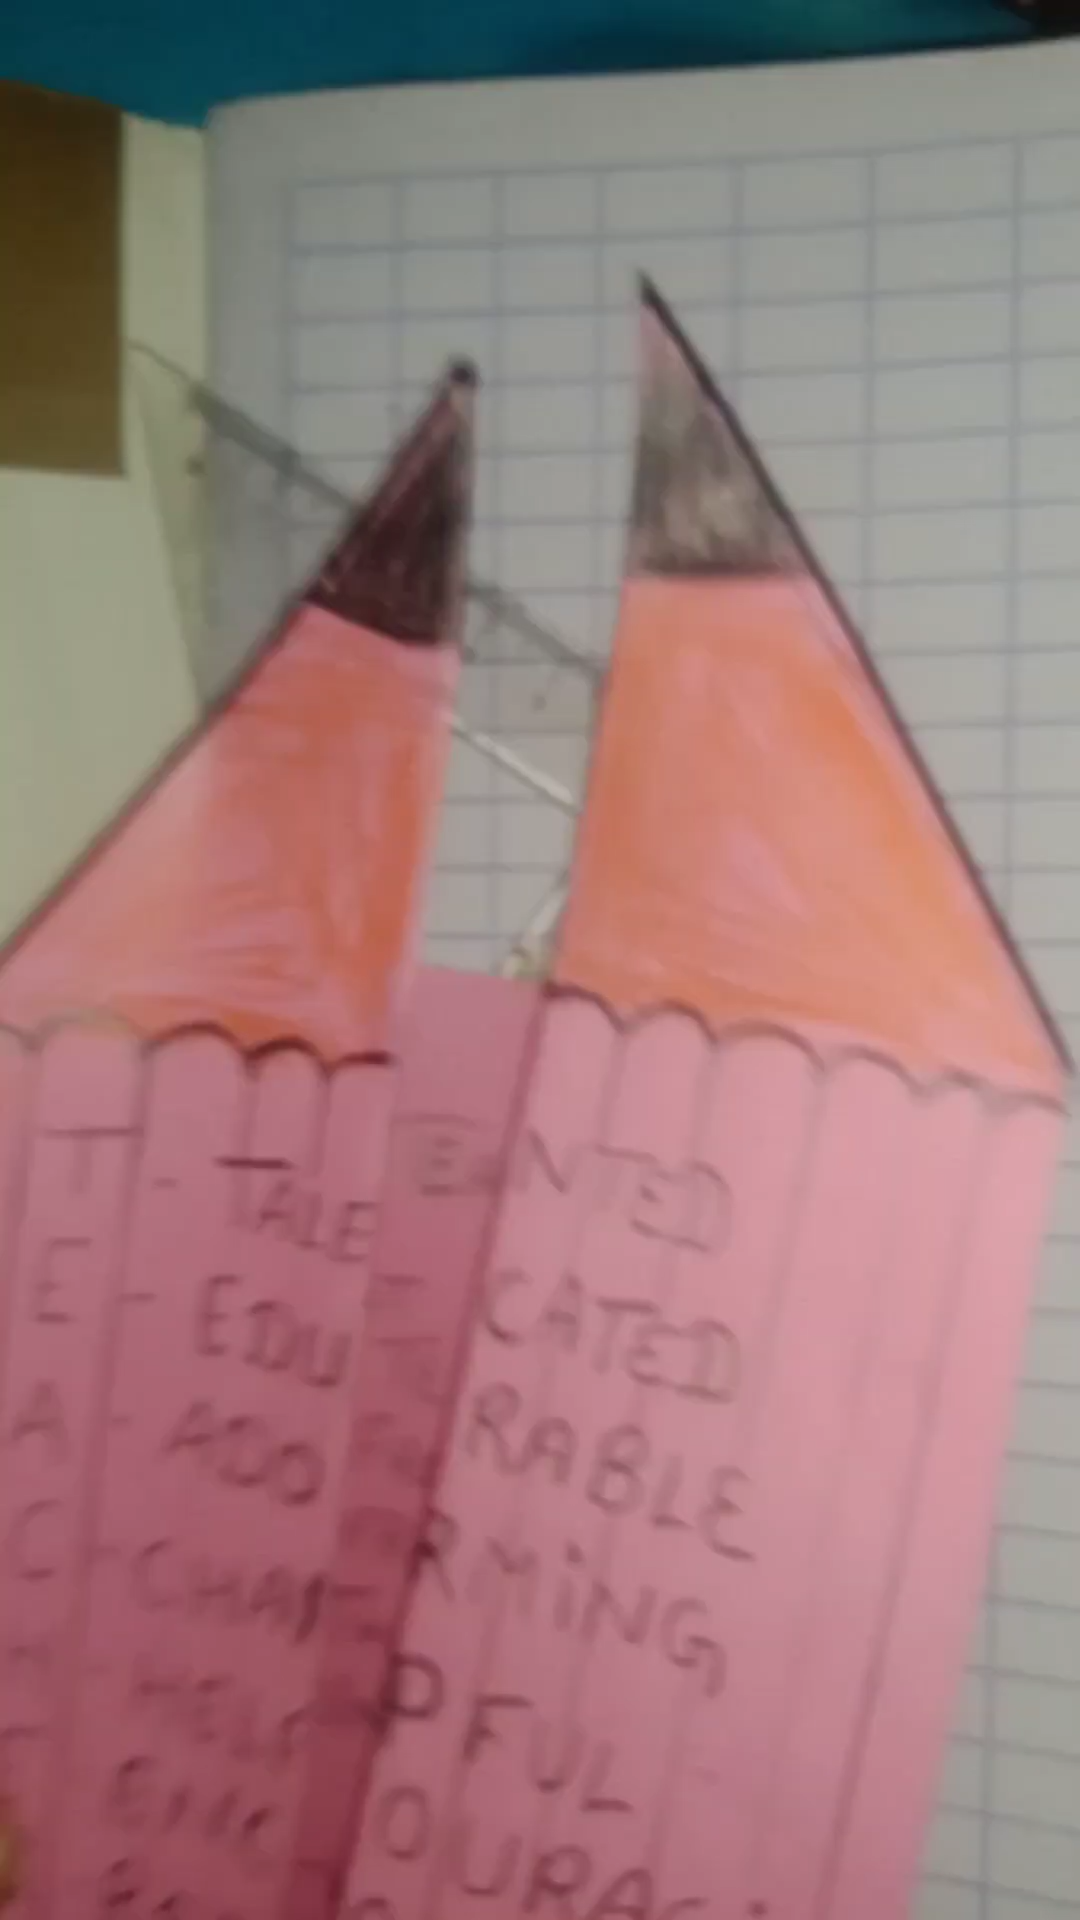 T - TALENTED
E - EDUCATED
A - ADORABLE
C - CHARMING
HELPFUL